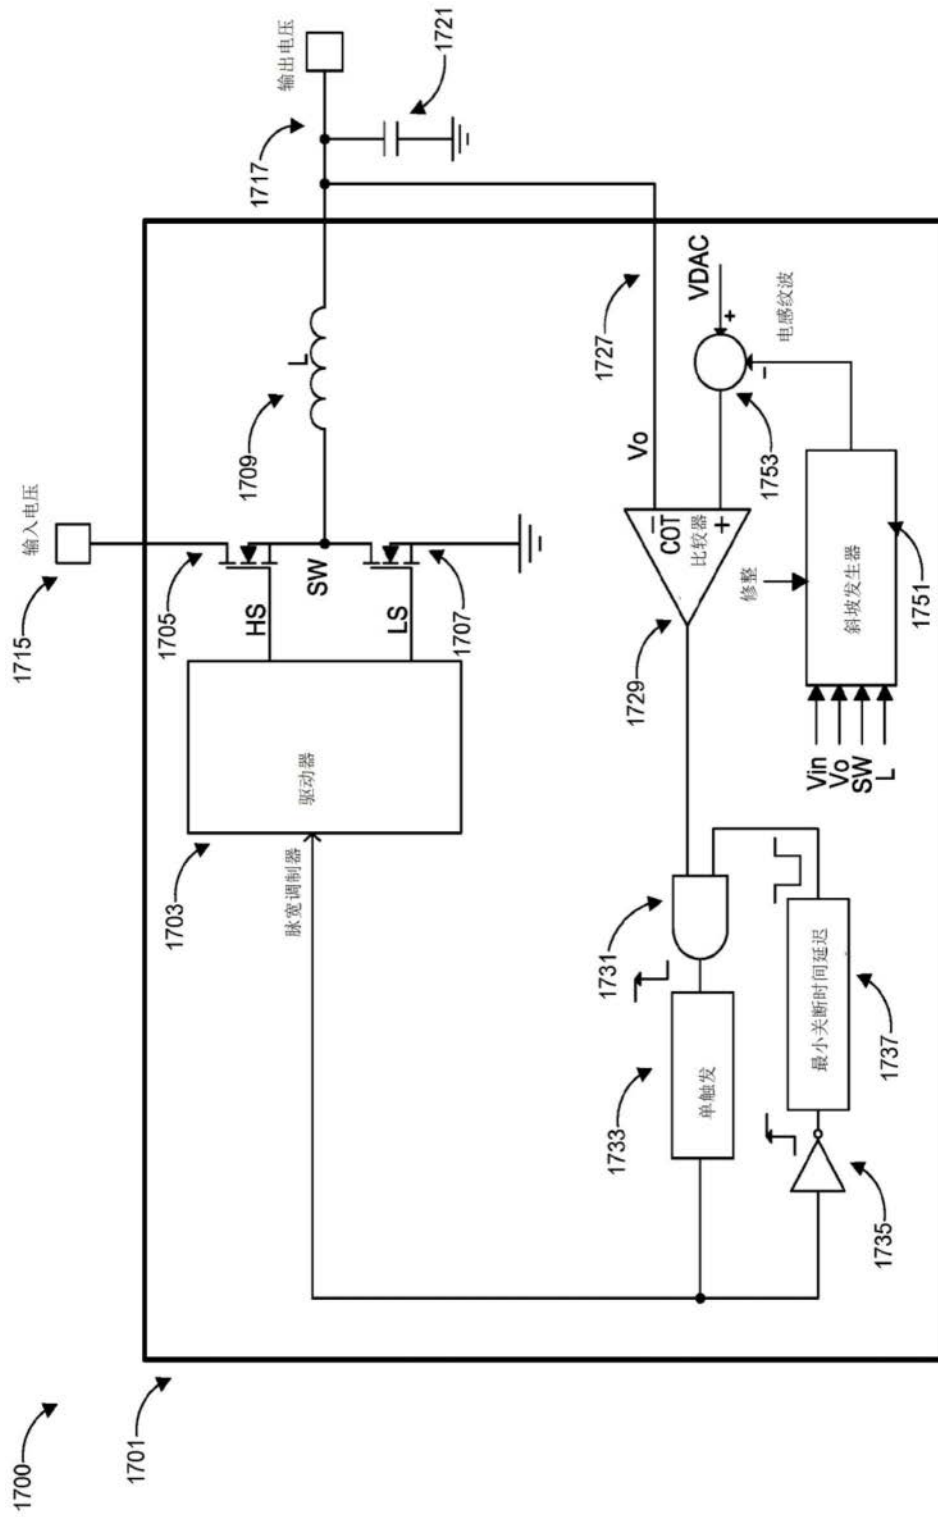 1700
1701
1715
输入电压
1705
HS
SW
LS
1707
1703
驱动器
脉宽调制器
1709
L
1717
输出电压
1721
1727
Vo
VDAC
+
−
1753
电感纹波
−
COT
比较器
+
1729
修整
斜坡发生器
1751
Vin
Vo
SW
L
1731
1733
单触发
最小关断时间延迟
1737
1735